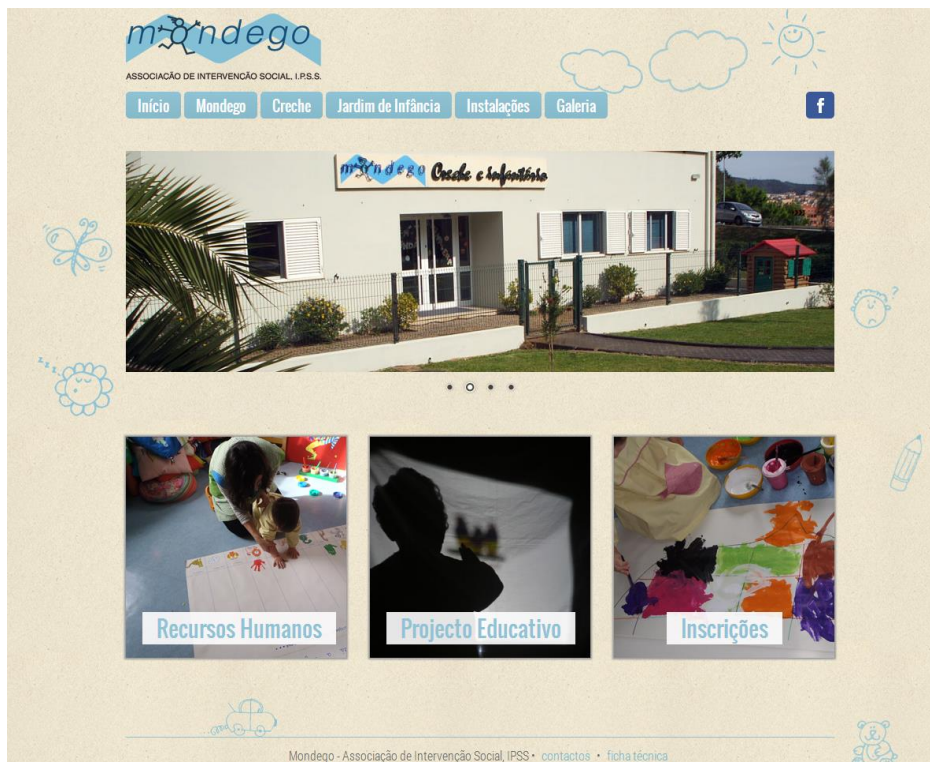 mondego
ASSOCIAÇÃO DE INTERVENÇÃO SOCIAL, I.P.S.S.
Início Mondego Creche Jardim de Infância Instalações Galeria f
mondego Creche e infantário
Recursos Humanos Projecto Educativo Inscrições
zzz
?
Mondego - Associação de Intervenção Social, IPSS • contactos • ficha técnica